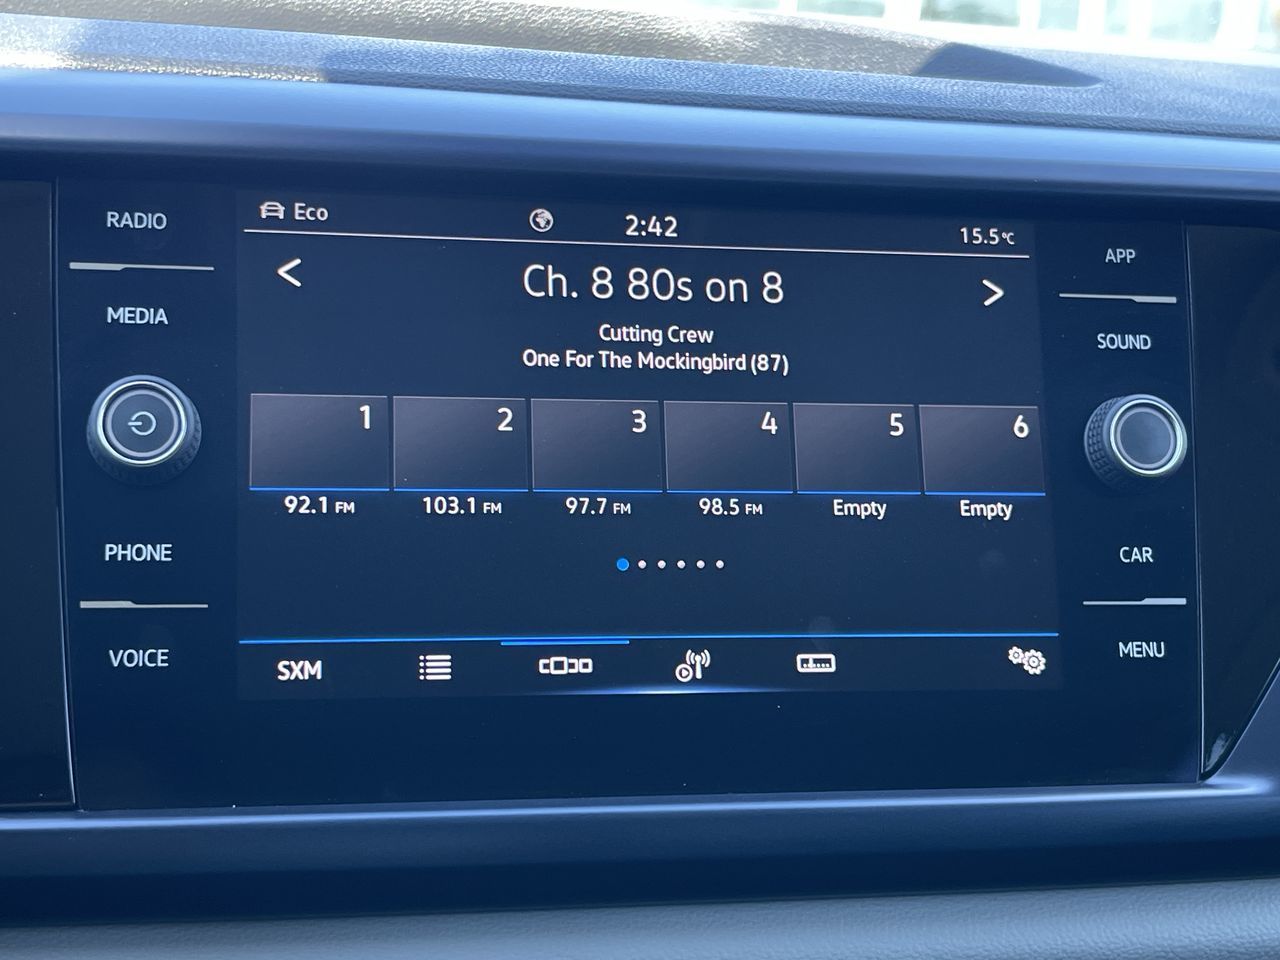 RADIO
MEDIA
PHONE
VOICE
Eco
2:42
15.5°C
< Ch. 8 80s on 8 >
Cutting Crew
One For The Mockingbird (87)
1 2 3 4 5 6
92.1 FM 103.1 FM 97.7 FM 98.5 FM Empty Empty
SXM
APP
SOUND
CAR
MENU